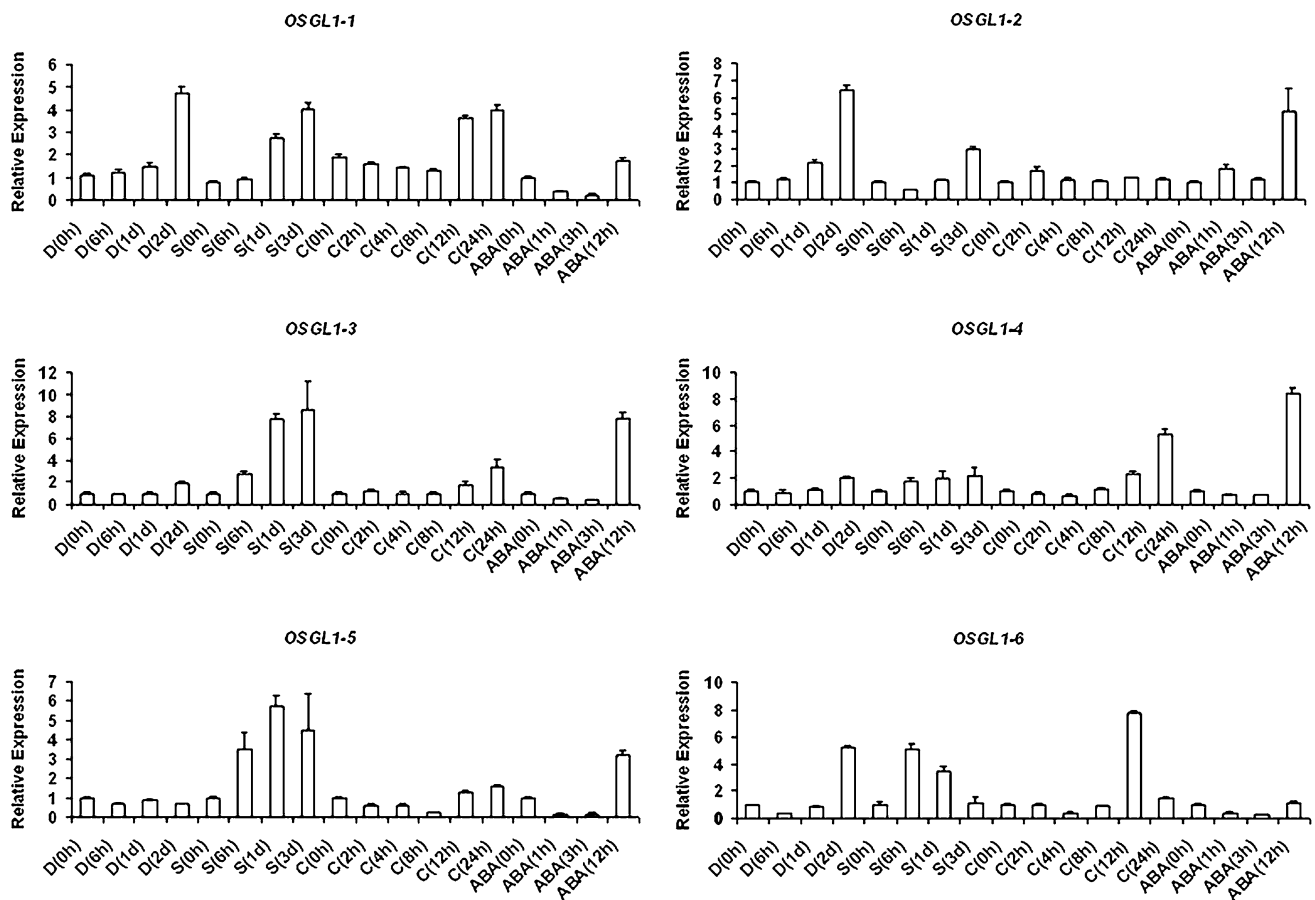 OSGL1-1
Relative Expression
6
5
4
3
2
1
0
D(0h) D(6h) D(1d) D(2d) S(0h) S(6h) S(1d) S(3d) C(0h) C(2h) C(4h) C(8h) C(12h) C(24h) ABA(0h) ABA(1h) ABA(3h) ABA(12h)
OSGL1-2
Relative Expression
8
7
6
5
4
3
2
1
0
D(0h) D(6h) D(1d) D(2d) S(0h) S(6h) S(1d) S(3d) C(0h) C(2h) C(4h) C(8h) C(12h) C(24h) ABA(0h) ABA(1h) ABA(3h) ABA(12h)
OSGL1-3
Relative Expression
12
10
8
6
4
2
0
D(0h) D(6h) D(1d) D(2d) S(0h) S(6h) S(1d) S(3d) C(0h) C(2h) C(4h) C(8h) C(12h) C(24h) ABA(0h) ABA(1h) ABA(3h) ABA(12h)
OSGL1-4
Relative Expression
10
8
6
4
2
0
D(0h) D(6h) D(1d) D(2d) S(0h) S(6h) S(1d) S(3d) C(0h) C(2h) C(4h) C(8h) C(12h) C(24h) ABA(0h) ABA(1h) ABA(3h) ABA(12h)
OSGL1-5
Relative Expression
7
6
5
4
3
2
1
0
D(0h) D(6h) D(1d) D(2d) S(0h) S(6h) S(1d) S(3d) C(0h) C(2h) C(4h) C(8h) C(12h) C(24h) ABA(0h) ABA(1h) ABA(3h) ABA(12h)
OSGL1-6
Relative Expression
10
8
6
4
2
0
D(0h) D(6h) D(1d) D(2d) S(0h) S(6h) S(1d) S(3d) C(0h) C(2h) C(4h) C(8h) C(12h) C(24h) ABA(0h) ABA(1h) ABA(3h) ABA(12h)